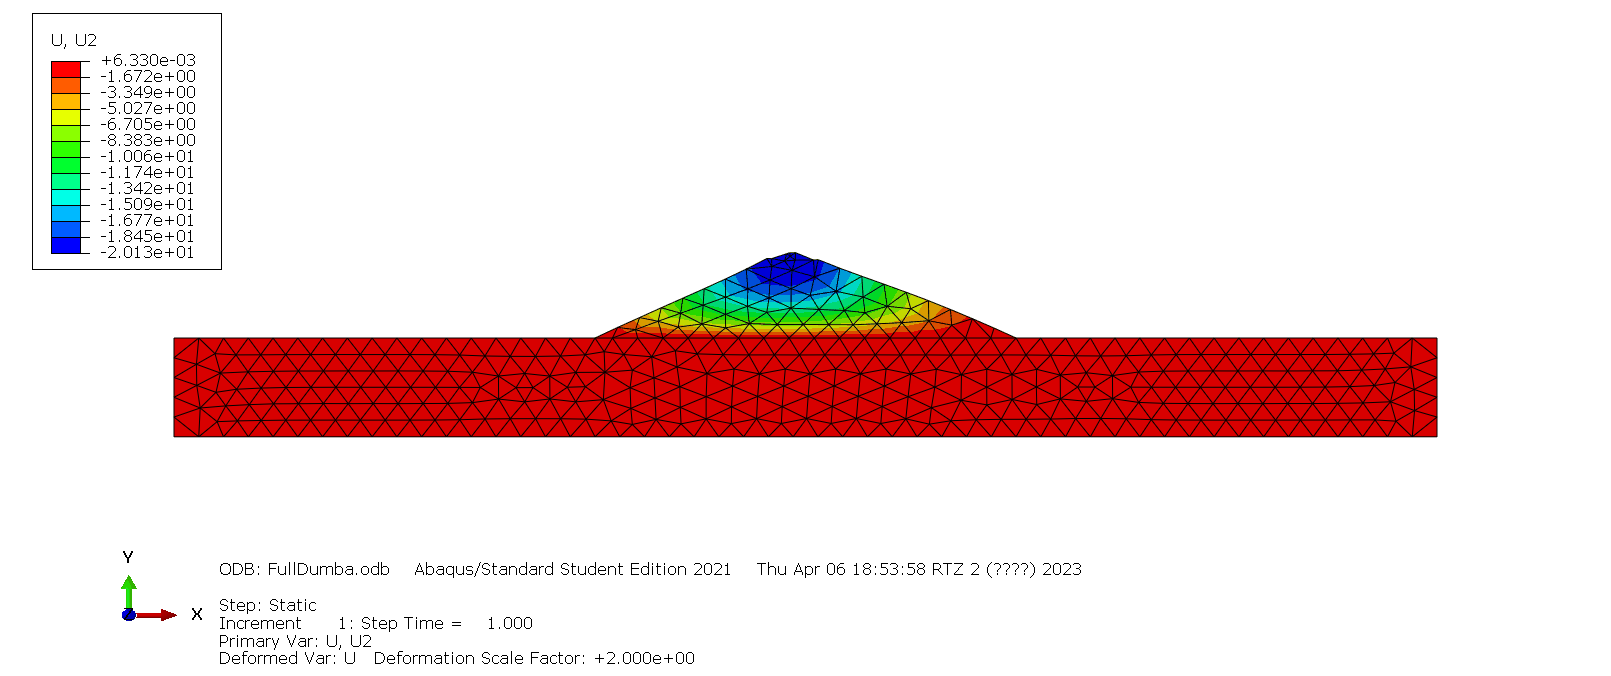 U, U2
+6.330e-03
-1.672e+00
-3.349e+00
-5.027e+00
-6.705e+00
-8.383e+00
-1.006e+01
-1.174e+01
-1.342e+01
-1.509e+01
-1.677e+01
-1.845e+01
-2.013e+01
Y
X
ODB: FullDumba.odb Abaqus/Standard Student Edition 2021 Thu Apr 06 18:53:58 RTZ 2 (????) 2023
Step: Static
Increment 1: Step Time = 1.000
Primary Var: U, U2
Deformed Var: U Deformation Scale Factor: +2.000e+00